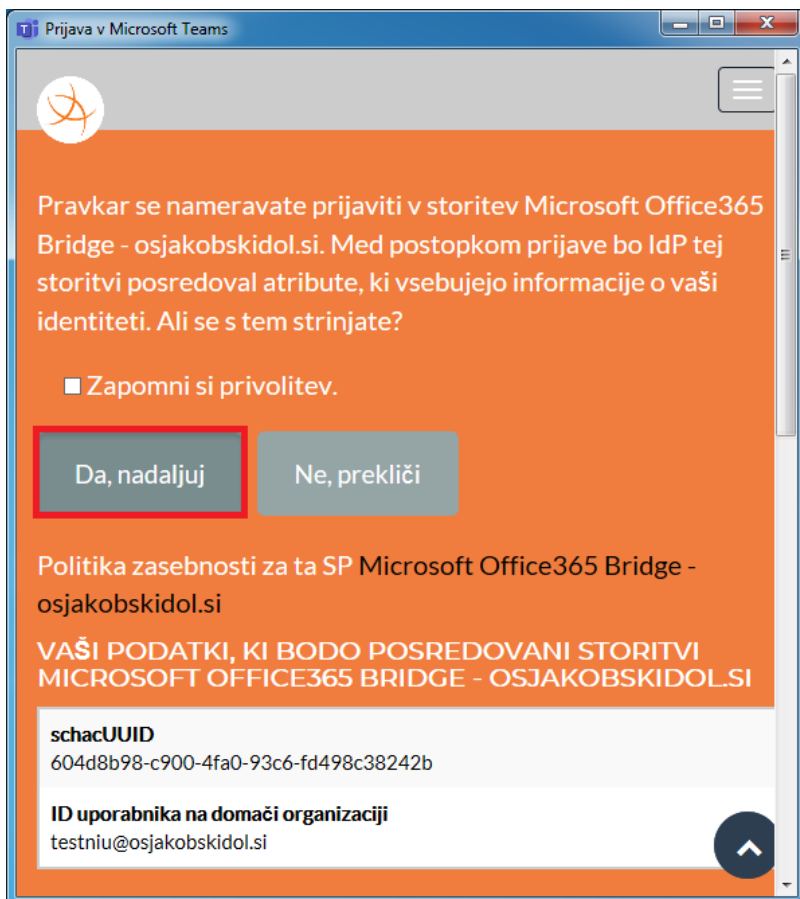 Prijava v Microsoft Teams
Pravkar se nameravate prijaviti v storitev Microsoft Office365
Bridge - osjakobskidol.si. Med postopkom prijave bo IdP tej
storitvi posredoval atribute, ki vsebujejo informacije o vaši
identiteti. Ali se s tem strinjate?
Zapomni si privolitev.
Da, nadaljuj
Ne, prekliči
Politika zasebnosti za ta SP Microsoft Office365 Bridge -
osjakobskidol.si
VAŠI PODATKI, KI BODO POSREDOVANI STORITVI
MICROSOFT OFFICE365 BRIDGE - OSJAKOBSKIDOL.SI
schacUUID
604d8b98-c900-4fa0-93c6-fd498c38242b
ID uporabnika na domači organizaciji
testniu@osjakobskidol.si